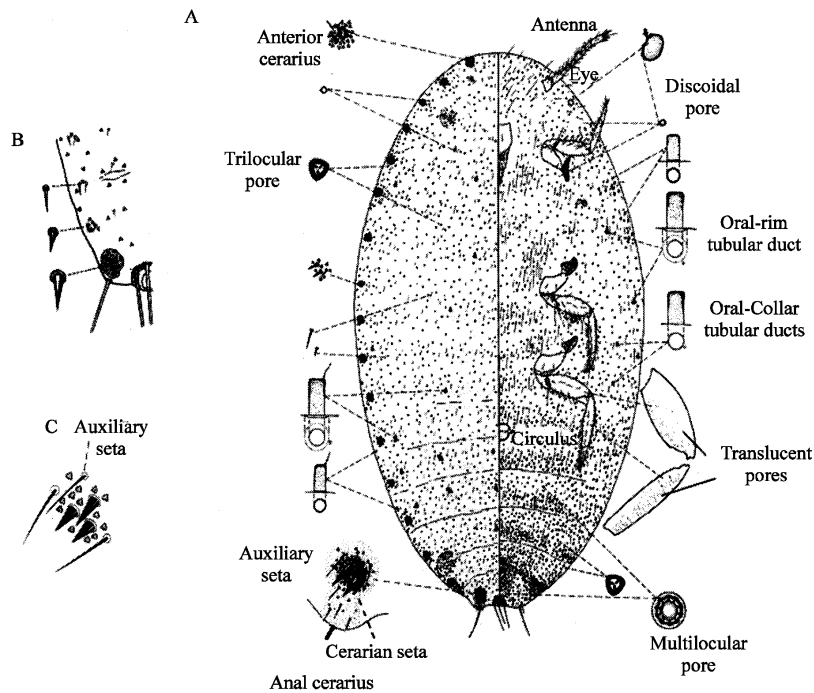 A
Anterior
cerarius
Antenna
Eye
Discoidal
pore
B
Trilocular
pore
Oral-rim
tubular duct
Oral-Collar
tubular ducts
C
Auxiliary
seta
Circulus
Translucent
pores
Auxiliary
seta
Cerarian seta
Anal cerarius
Multilocular
pore